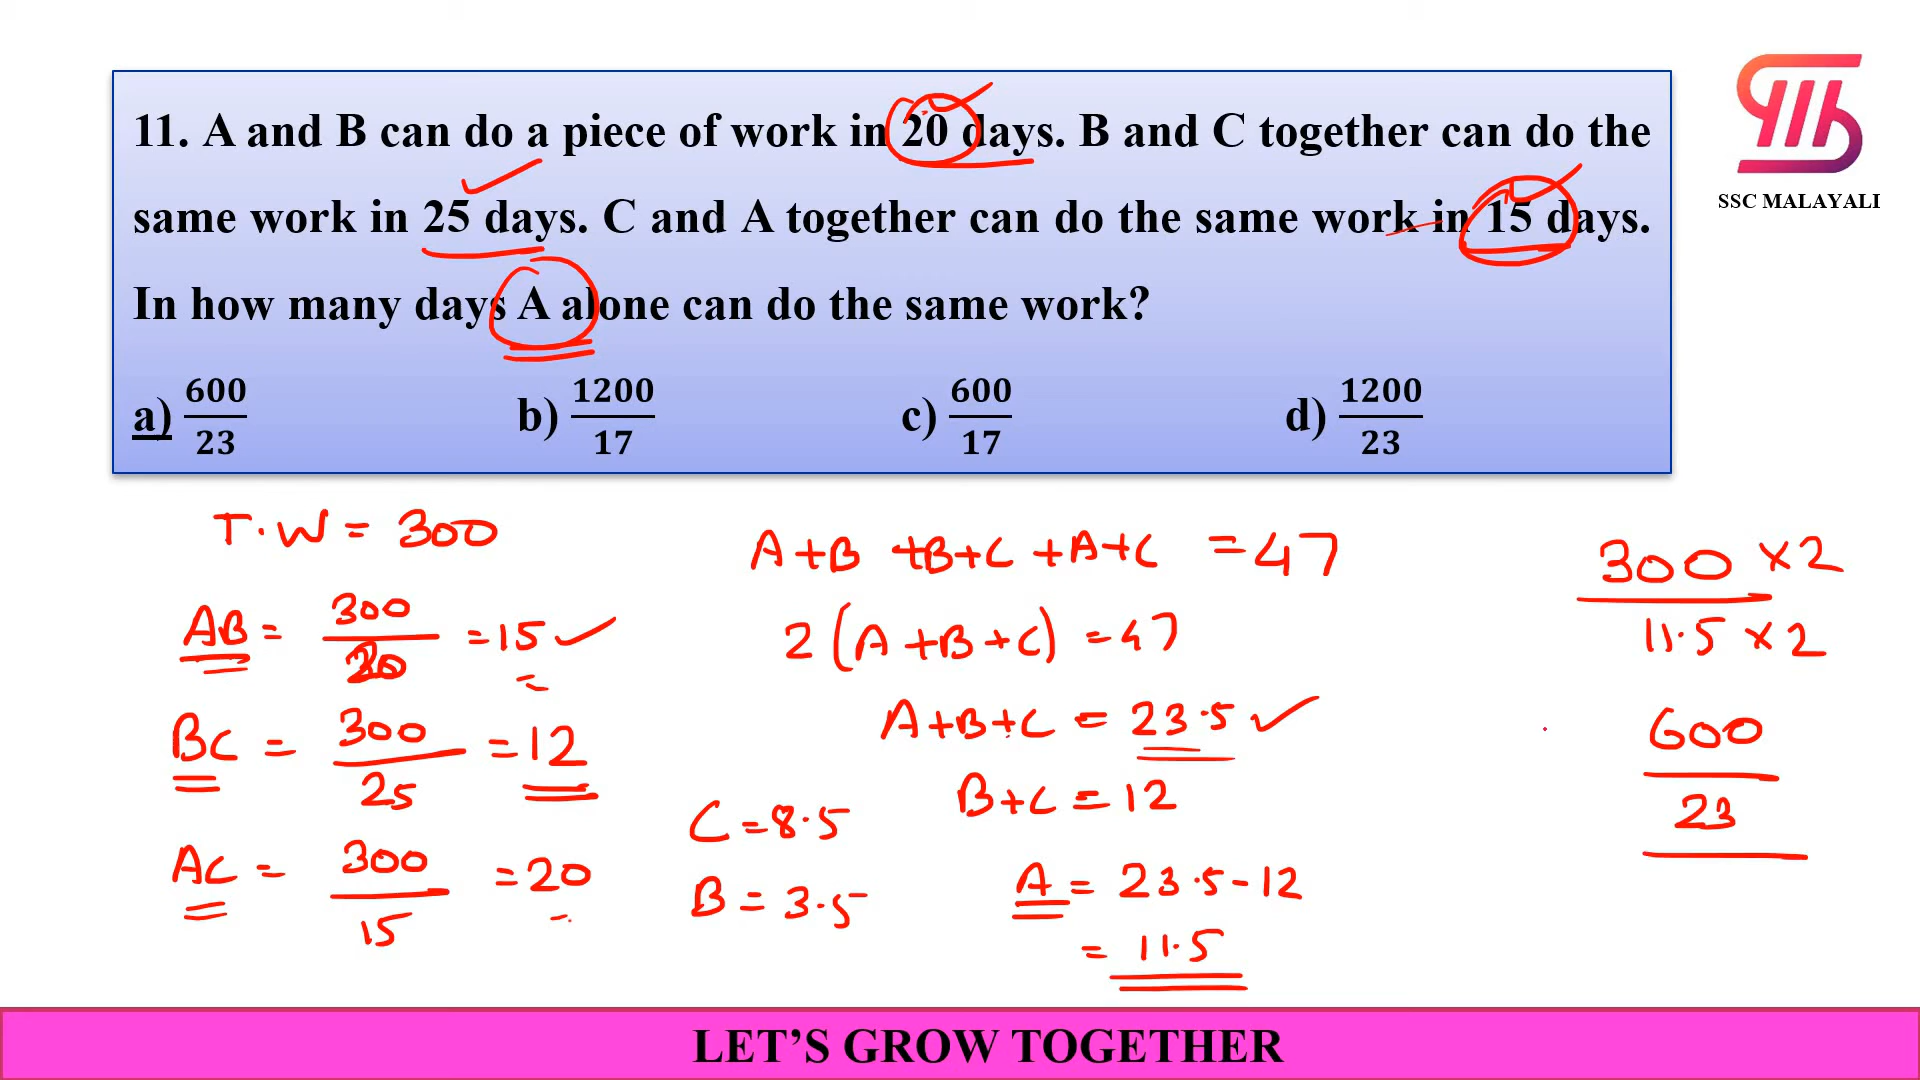 11. A and B can do a piece of work in 20 days. B and C together can do the
same work in 25 days. C and A together can do the same work in 15 days.
In how many days A alone can do the same work?
a) 600/23 b) 1200/17 c) 600/17 d) 1200/23
SSC MALAYALI
T.W = 300
AB = 300/20 = 15
BC = 300/25 = 12
AC = 300/15 = 20
A+B +B+C +A+C = 47
2(A+B+C) = 47
A+B+C = 23.5
B+C = 12
C = 8.5
B = 3.5
A = 23.5-12
= 11.5
300 ×2
11.5 ×2
600
23
LET’S GROW TOGETHER